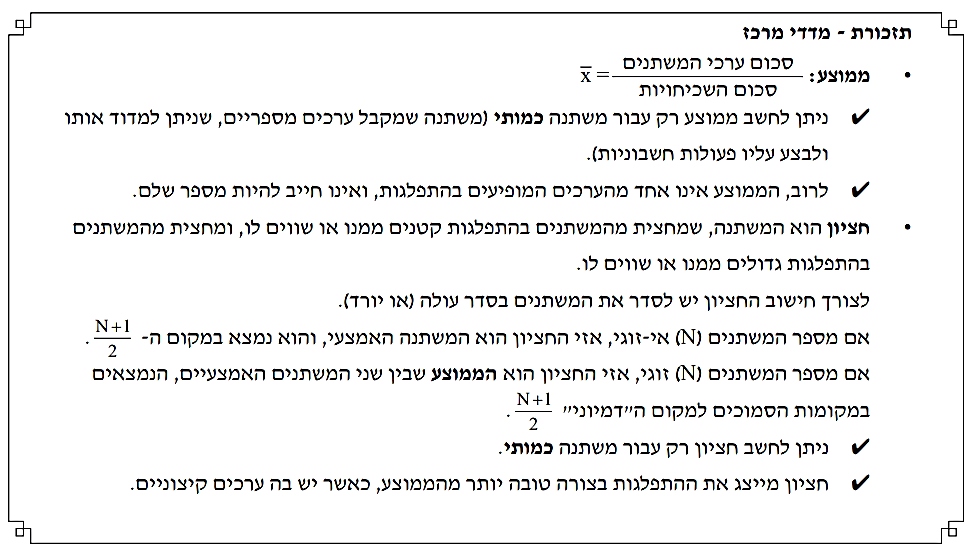 תזכורת - מדדי מרכז
• ממוצע: x̄ = סכום ערכי המשתנים / סכום השכיחויות
✔ ניתן לחשב ממוצע רק עבור משתנה כמותי (משתנה שמקבל ערכים מספריים, שניתן למדוד אותו
ולבצע עליו פעולות חשבוניות).
✔ לרוב, הממוצע אינו אחד מהערכים המופיעים בהתפלגות, ואינו חייב להיות מספר שלם.
• חציון הוא המשתנה, שמחצית מהמשתנים בהתפלגות קטנים ממנו או שווים לו, ומחצית מהמשתנים
בהתפלגות גדולים ממנו או שווים לו.
לצורך חישוב החציון יש לסדר את המשתנים בסדר עולה (או יורד).
אם מספר המשתנים (N) אי-זוגי, אזי החציון הוא המשתנה האמצעי, והוא נמצא במקום ה- (N+1)/2.
אם מספר המשתנים (N) זוגי, אזי החציון הוא הממוצע שבין שני המשתנים האמצעיים, הנמצאים
במקומות הסמוכים למקום ה״דמיוני״ (N+1)/2.
✔ ניתן לחשב חציון רק עבור משתנה כמותי.
✔ חציון מייצג את ההתפלגות בצורה טובה יותר מהממוצע, כאשר יש בה ערכים קיצוניים.